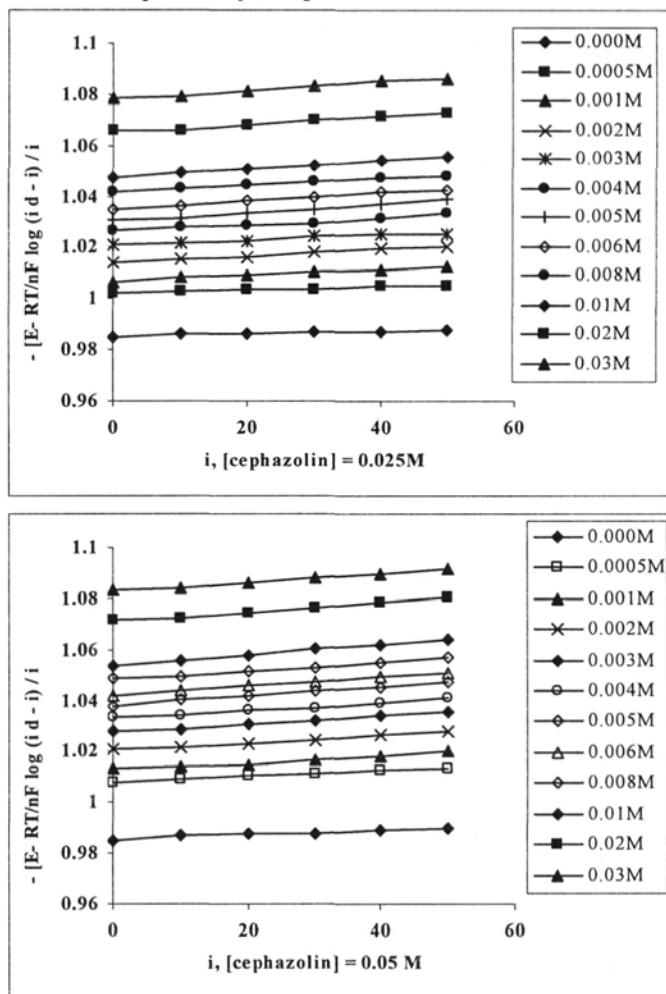 1.1
1.08
1.06
1.04
1.02
1
0.98
0.96
- [E- RT/nF log (i d - i) / i
0 20 40 60
i, [cephazolin] = 0.025M
0.000M
0.0005M
0.001M
0.002M
0.003M
0.004M
0.005M
0.006M
0.008M
0.01M
0.02M
0.03M
1.1
1.08
1.06
1.04
1.02
1
0.98
0.96
- [E- RT/nF log (i d - i) / i
0 20 40 60
i, [cephazolin] = 0.05 M
0.000M
0.0005M
0.001M
0.002M
0.003M
0.004M
0.005M
0.006M
0.008M
0.01M
0.02M
0.03M